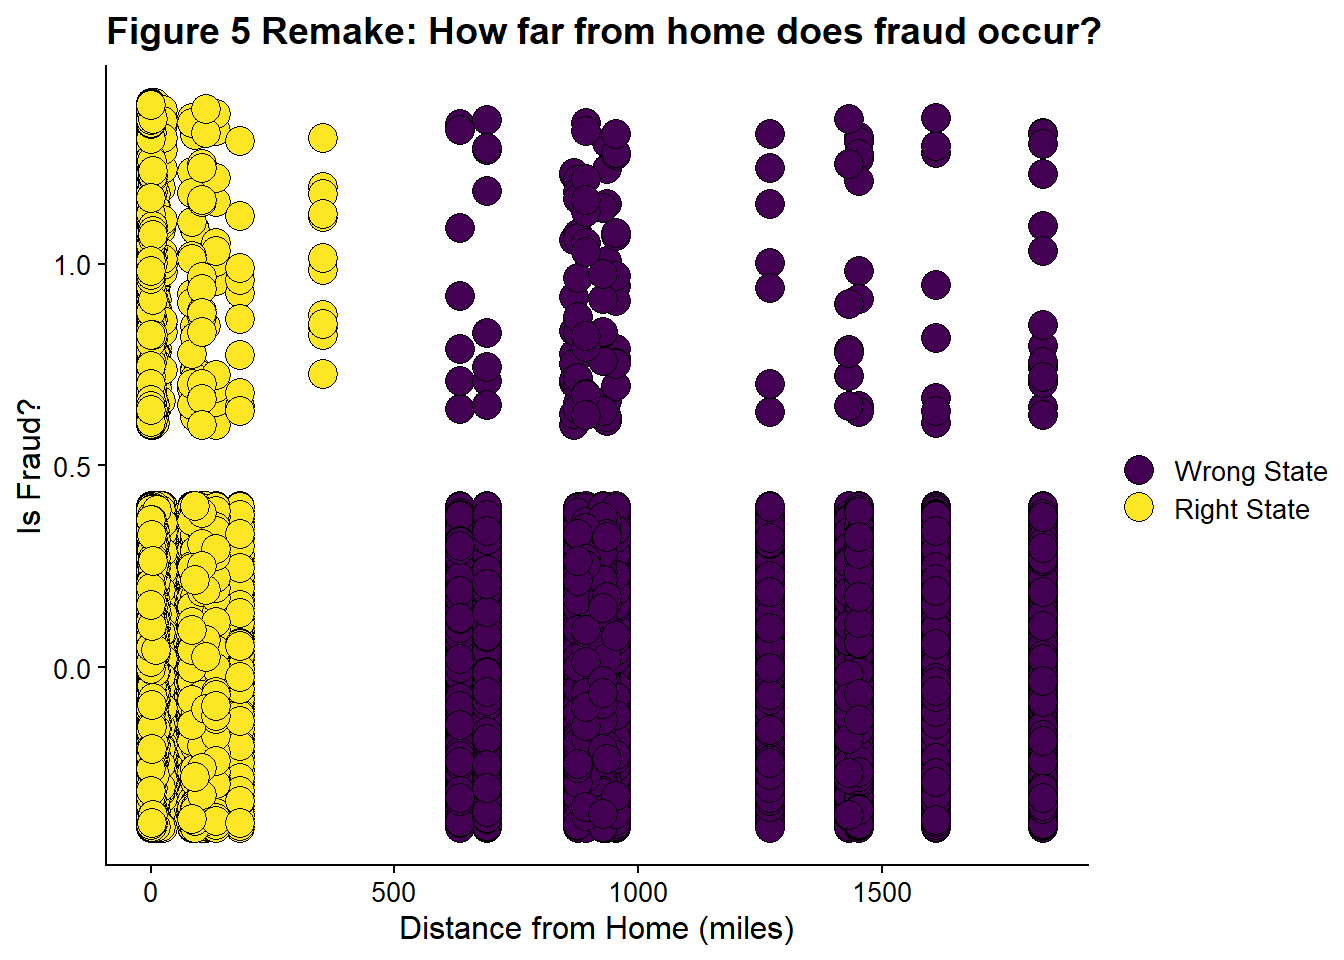 Figure 5 Remake: How far from home does fraud occur?
Is Fraud?
1.0
0.5
0.0
0
500
1000
1500
Distance from Home (miles)
Wrong State
Right State